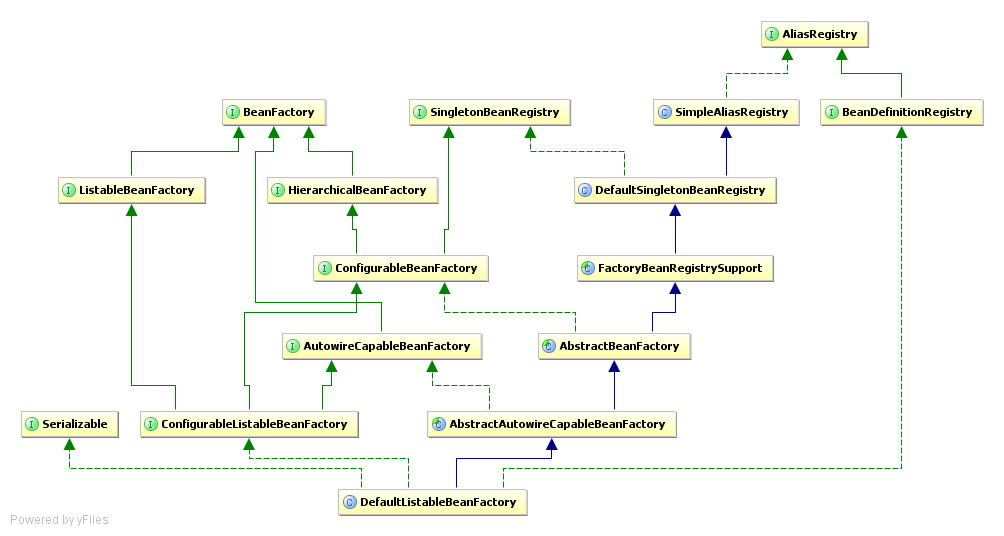 AliasRegistry
BeanFactory
SingletonBeanRegistry
SimpleAliasRegistry
BeanDefinitionRegistry
ListableBeanFactory
HierarchicalBeanFactory
DefaultSingletonBeanRegistry
ConfigurableBeanFactory
FactoryBeanRegistrySupport
AutowireCapableBeanFactory
AbstractBeanFactory
Serializable
ConfigurableListableBeanFactory
AbstractAutowireCapableBeanFactory
DefaultListableBeanFactory
Powered by yFiles